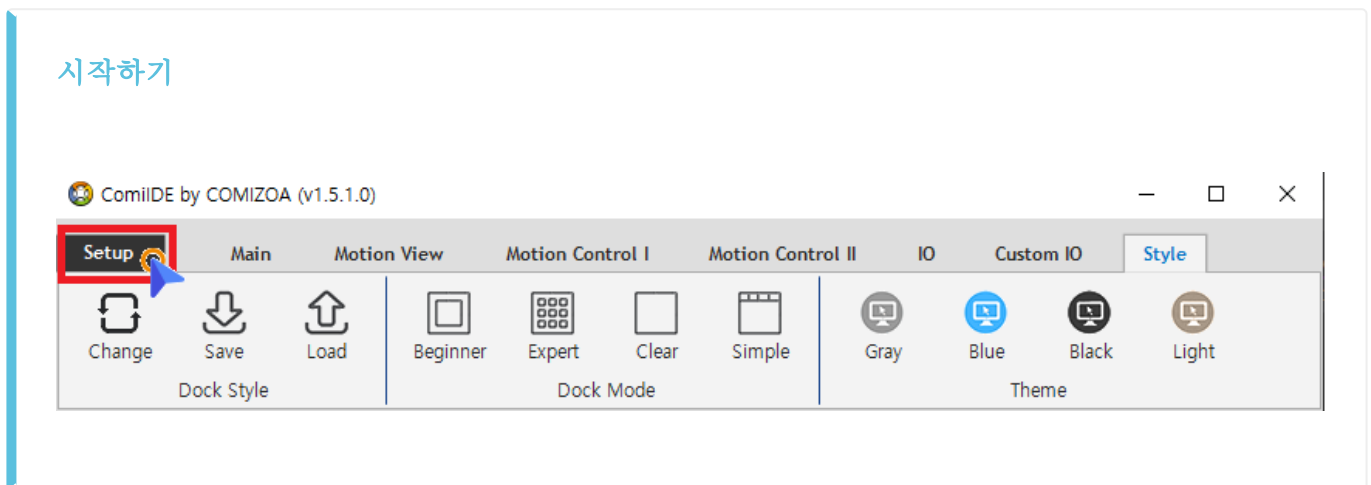 시작하기
ComiIDE by COMIZOA (v1.5.1.0)
Setup Main Motion View Motion Control I Motion Control II IO Custom IO Style
Change Save Load Beginner Expert Clear Simple Gray Blue Black Light
Dock Style Dock Mode Theme